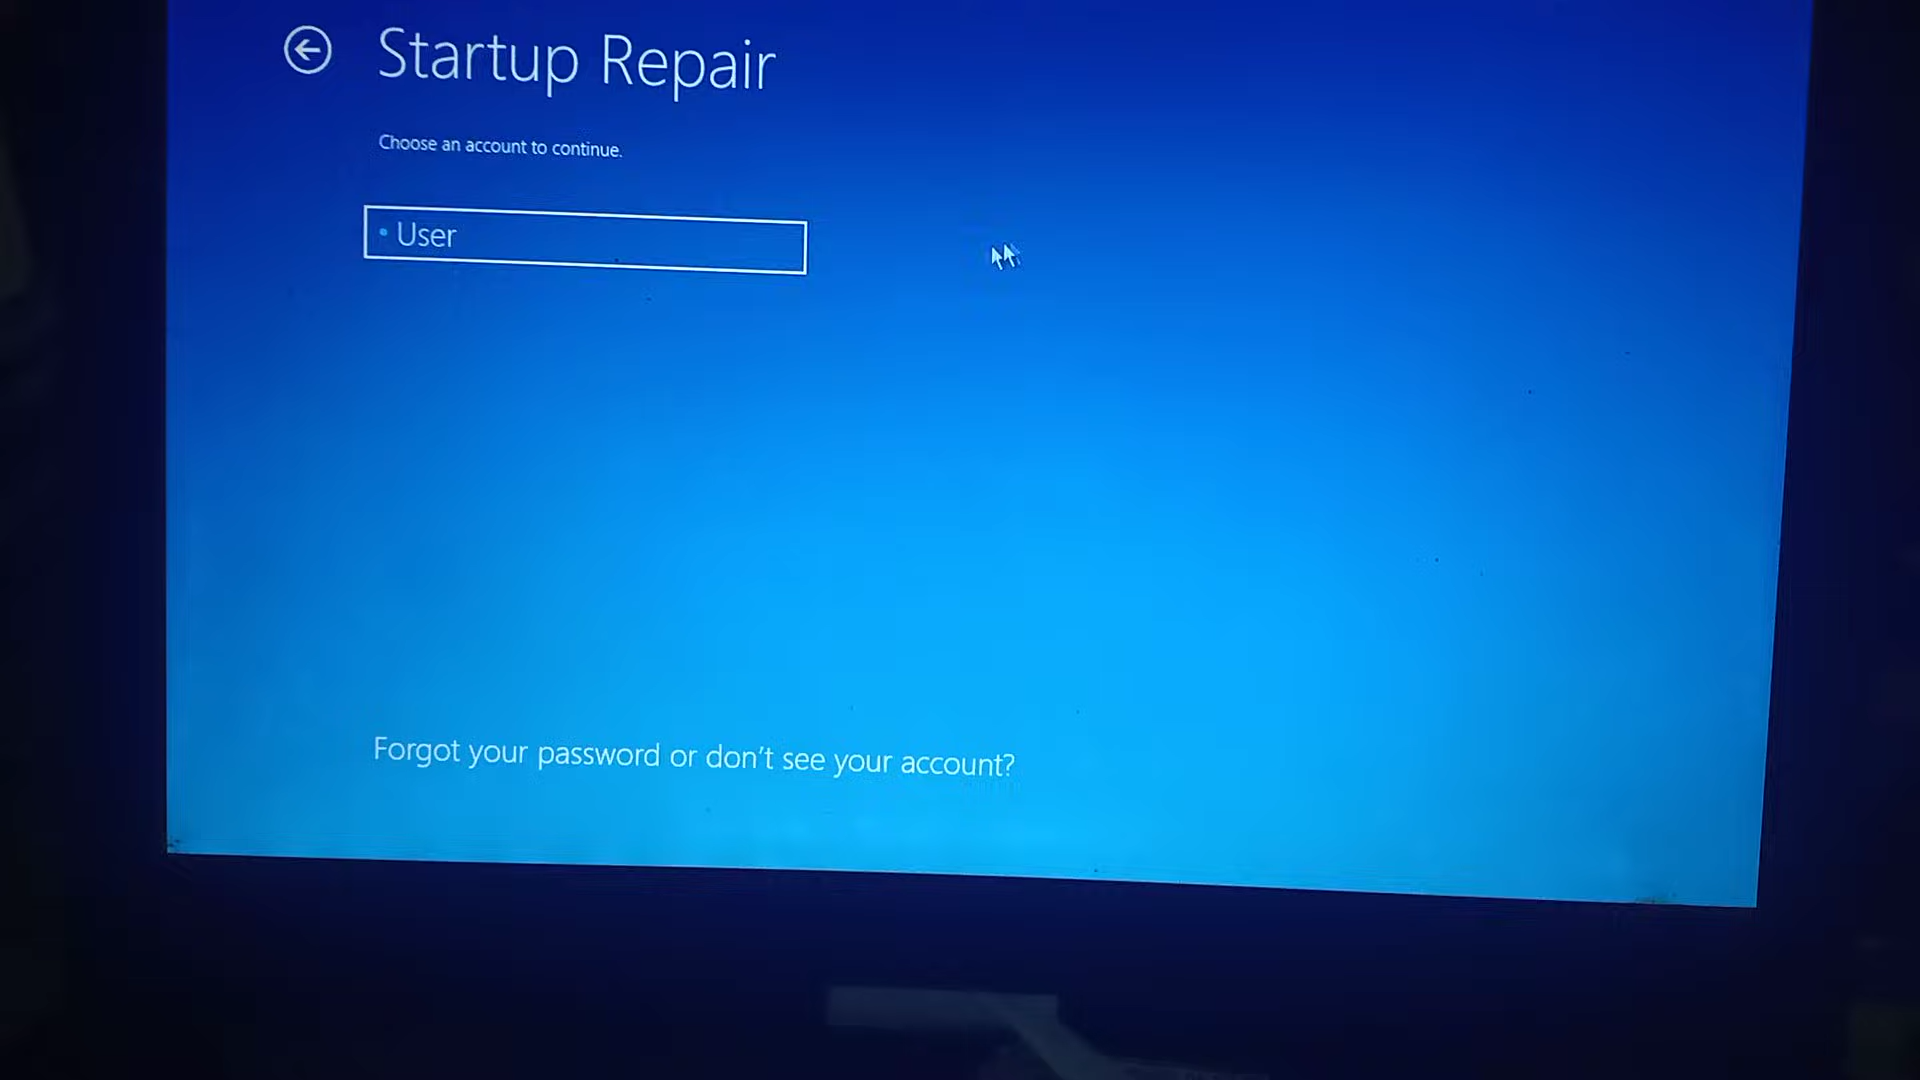 Startup Repair
Choose an account to continue.
User
Forgot your password or don't see your account?